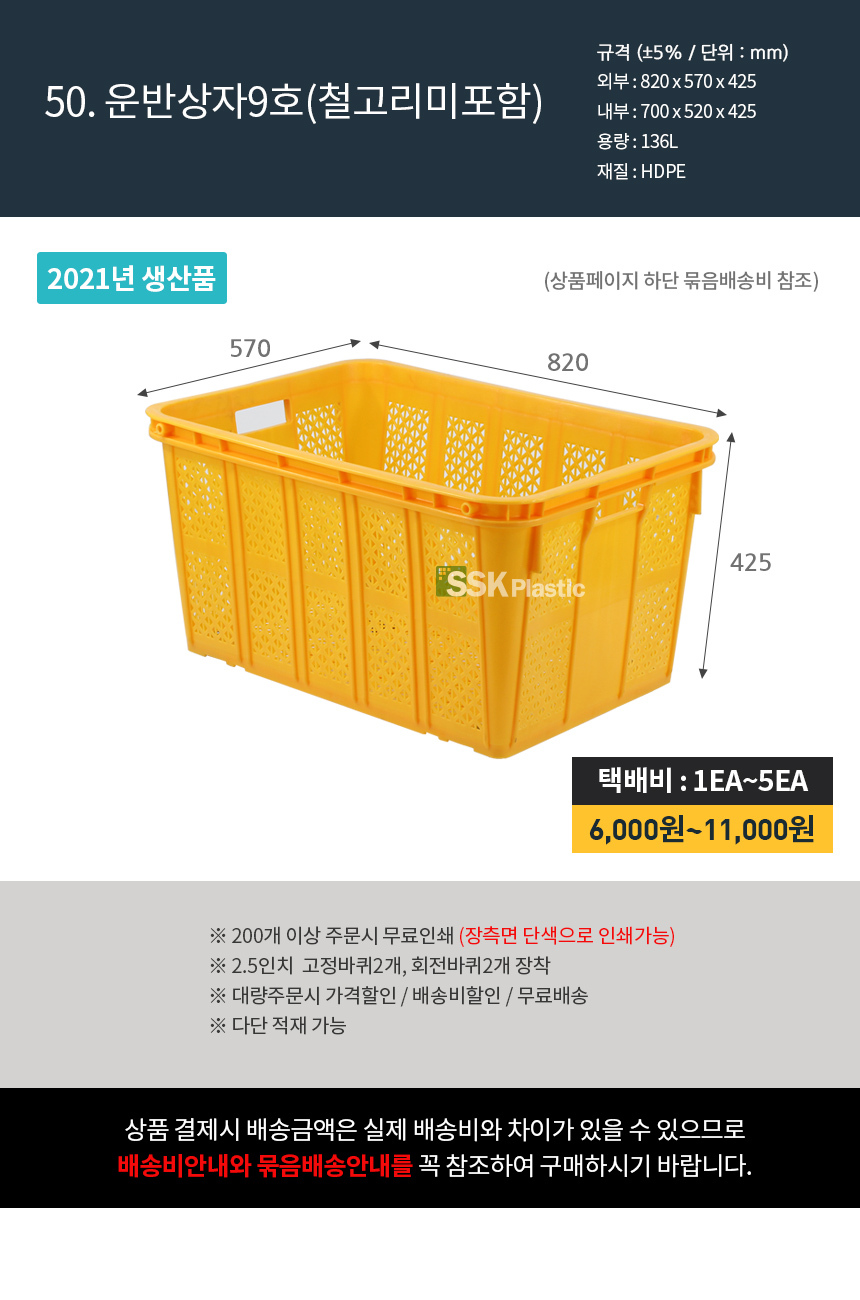 50. 운반상자9호(철고리미포함)
규격 (±5% / 단위 : mm)
외부 : 820 x 570 x 425
내부 : 700 x 520 x 425
용량 : 136L
재질 : HDPE
2021년 생산품
(상품페이지 하단 묶음배송비 참조)
570
820
425
SSK Plastic
택배비 : 1EA~5EA
6,000원~11,000원
※ 200개 이상 주문시 무료인쇄 (장측면 단색으로 인쇄가능)
※ 2.5인치 고정바퀴2개, 회전바퀴2개 장착
※ 대량주문시 가격할인 / 배송비할인 / 무료배송
※ 다단 적재 가능
상품 결제시 배송금액은 실제 배송비와 차이가 있을 수 있으므로
배송비안내와 묶음배송안내를 꼭 참조하여 구매하시기 바랍니다.